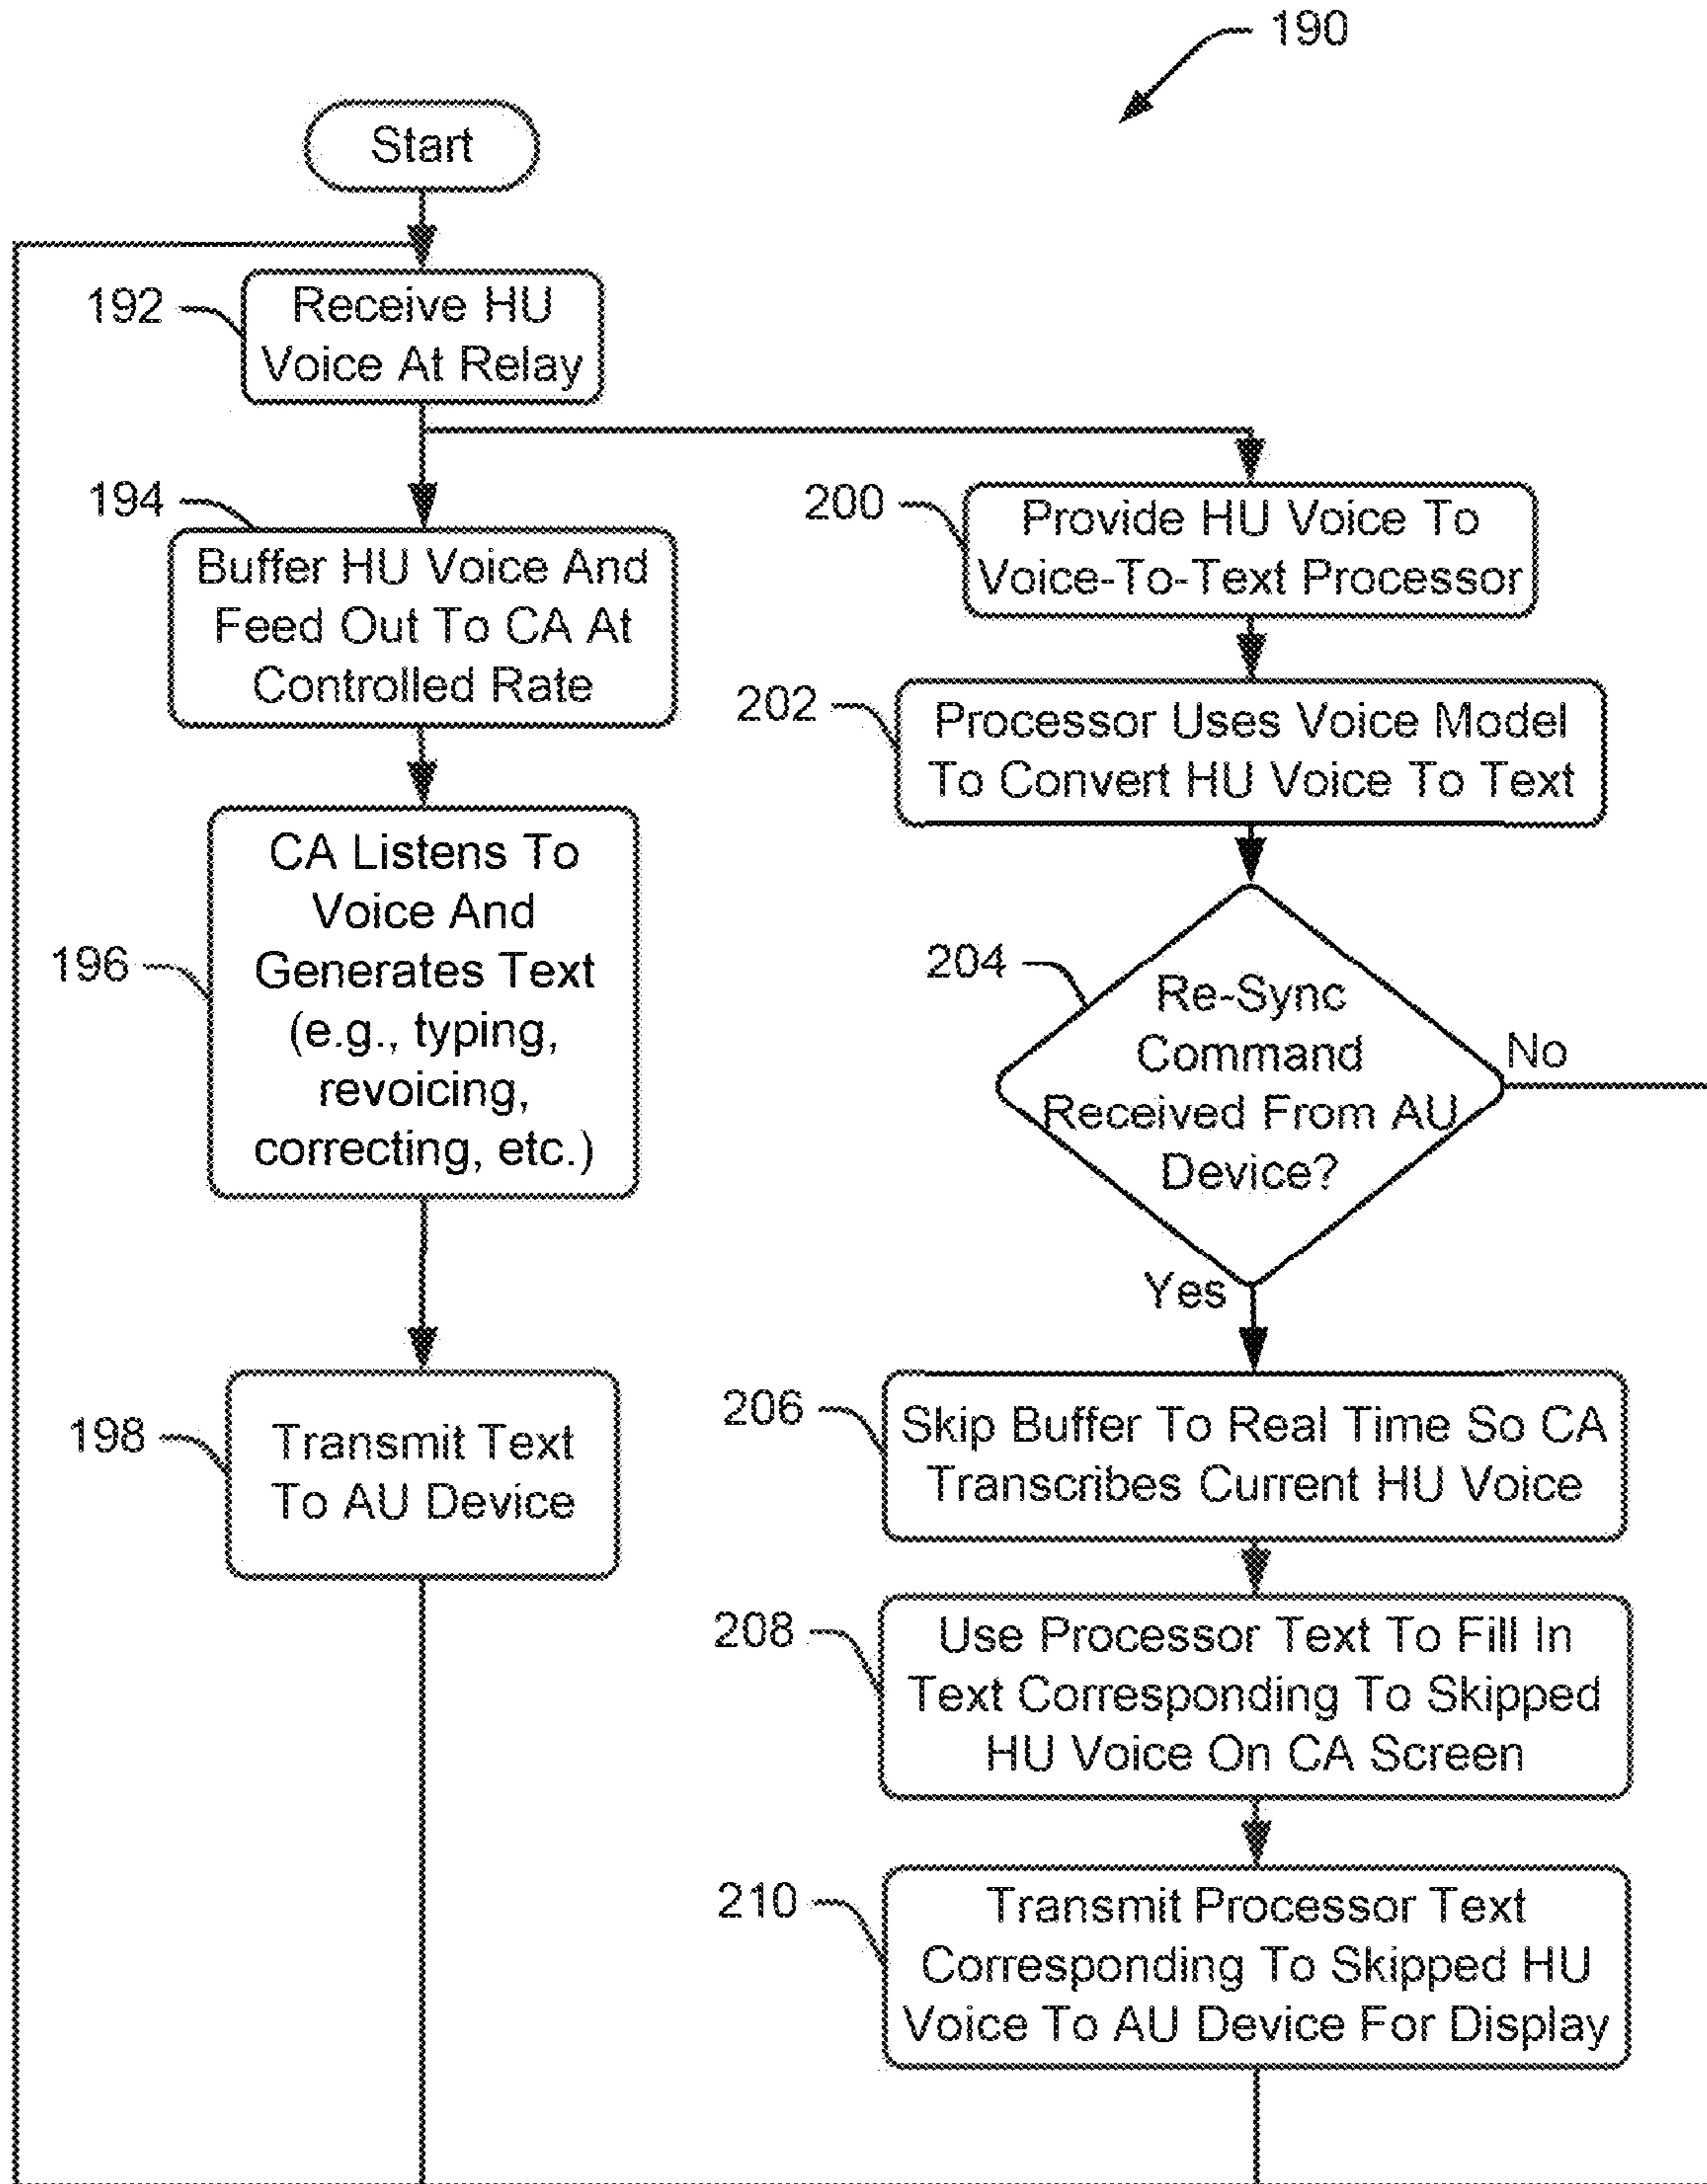 190
Start
192
Receive HU
Voice At Relay
194
Buffer HU Voice And
Feed Out To CA At
Controlled Rate
196
CA Listens To
Voice And
Generates Text
(e.g., typing,
revoicing,
correcting, etc.)
198
Transmit Text
To AU Device
200
Provide HU Voice To
Voice-To-Text Processor
202
Processor Uses Voice Model
To Convert HU Voice To Text
204
Re-Sync
Command
Received From AU
Device?
No
Yes
206
Skip Buffer To Real Time So CA
Transcribes Current HU Voice
208
Use Processor Text To Fill In
Text Corresponding To Skipped
HU Voice On CA Screen
210
Transmit Processor Text
Corresponding To Skipped HU
Voice To AU Device For Display